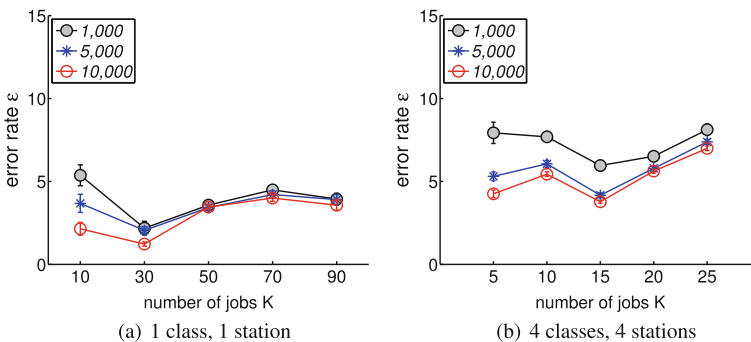 15
10
5
0
error rate ε
1,000
5,000
10,000
10 30 50 70 90
number of jobs K
(a) 1 class, 1 station
15
10
5
0
error rate ε
1,000
5,000
10,000
5 10 15 20 25
number of jobs K
(b) 4 classes, 4 stations